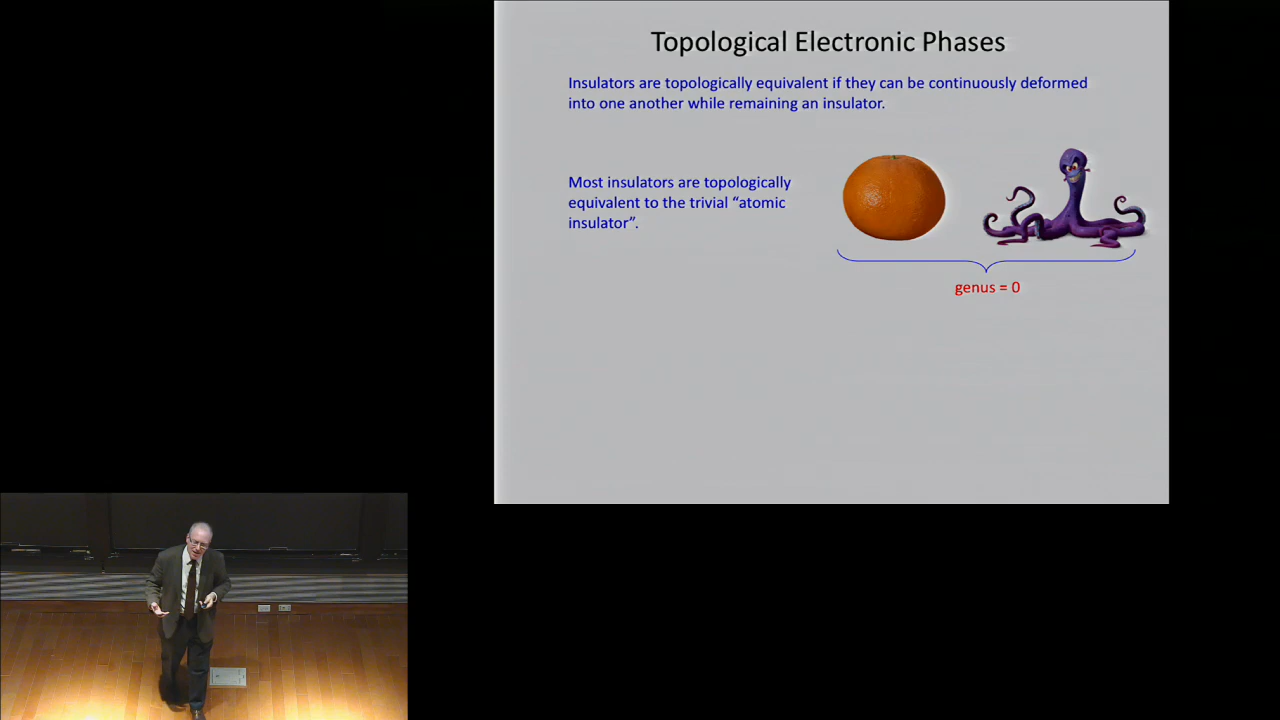 Topological Electronic Phases
Insulators are topologically equivalent if they can be continuously deformed
into one another while remaining an insulator.
Most insulators are topologically
equivalent to the trivial “atomic
insulator”.
genus = 0